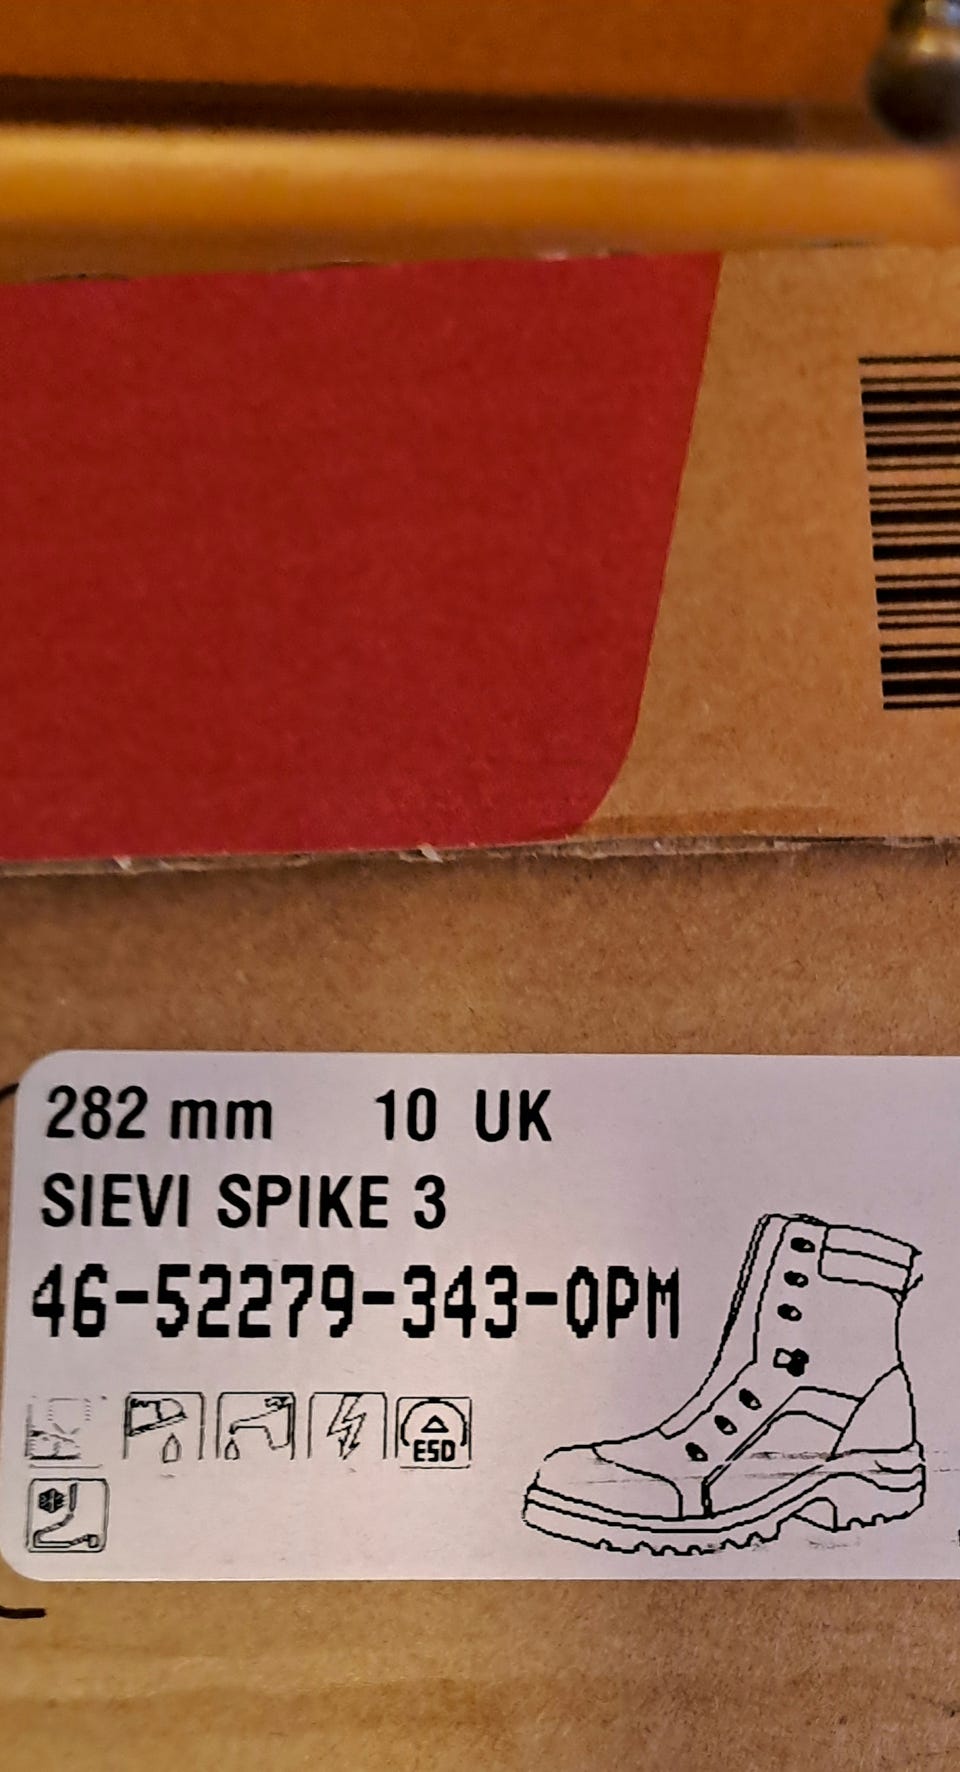 282 mm 10 UK
SIEVI SPIKE 3
46-52279-343-0PM
ESD